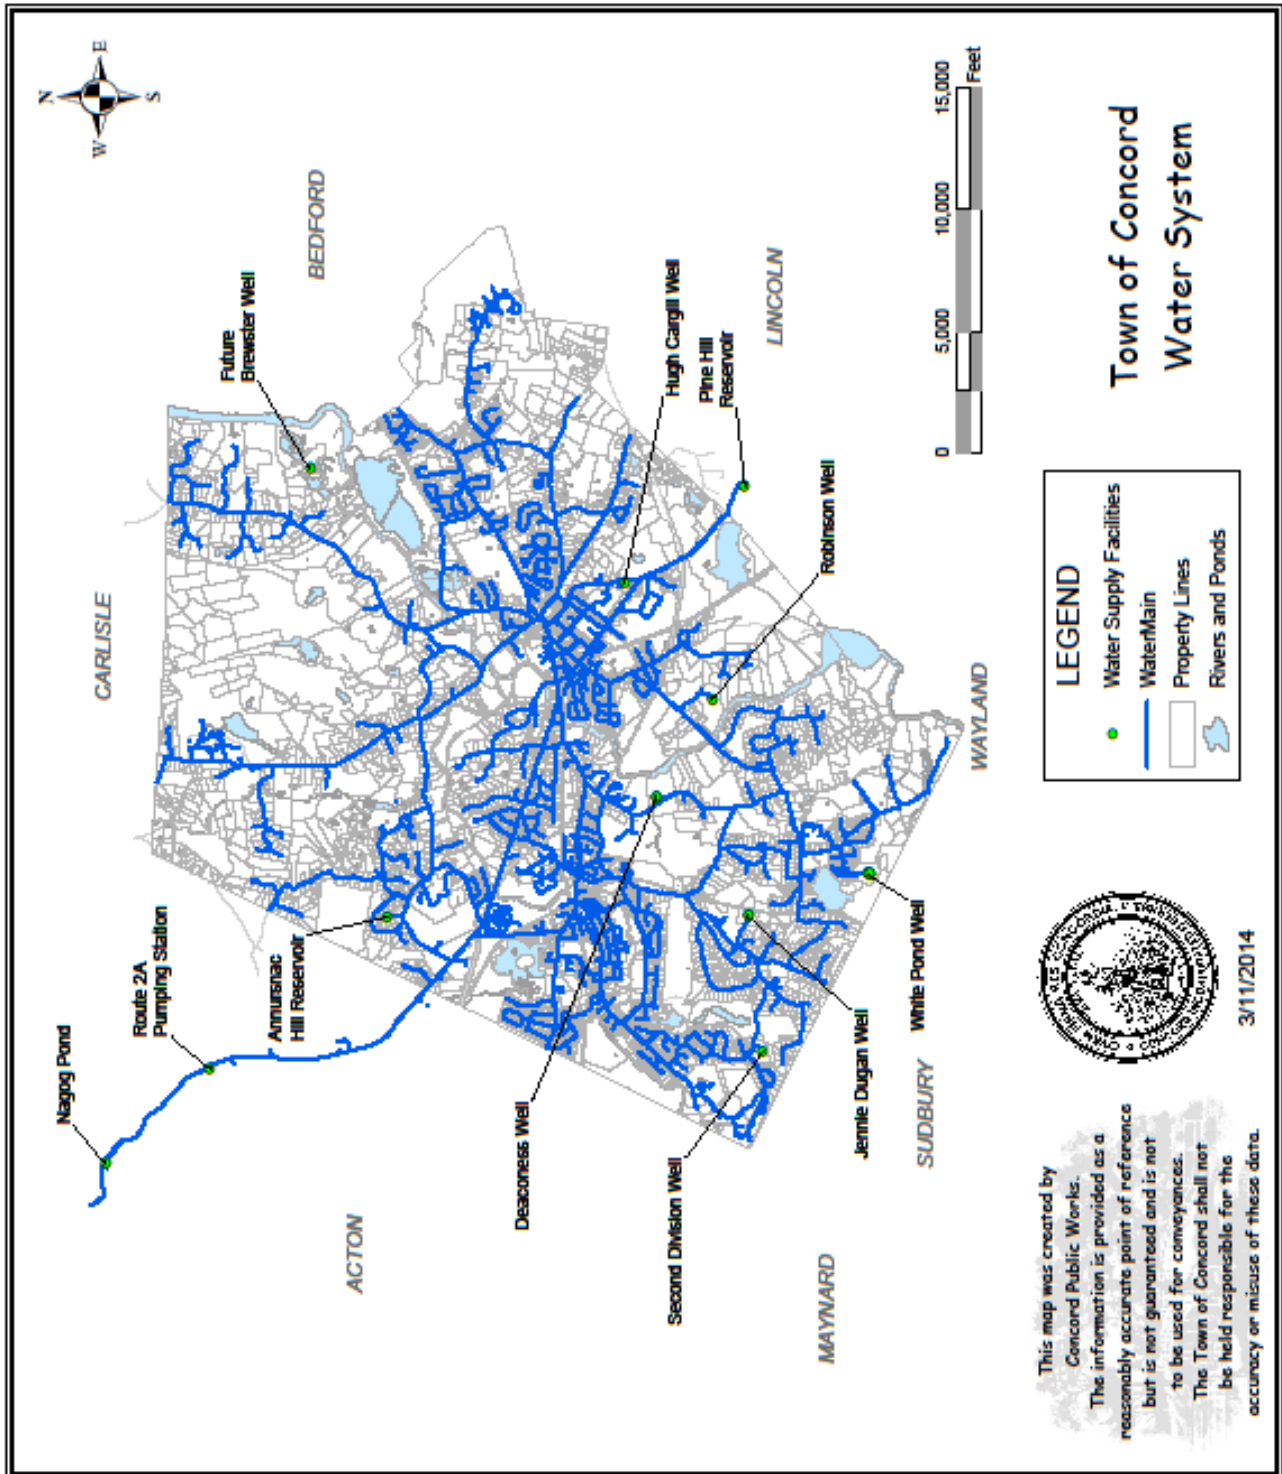 N
W
E
S
CARLISLE
BEDFORD
Future
Brewster Well
Nagog Pond
Route 2A
Pumping Station
Annursnac
Hill Reservoir
ACTON
Hugh Cargill Well
Pine Hill
Reservoir
LINCOLN
Deaconess Well
Robinson Well
Second Division Well
Jennie Dugan Well
White Pond Well
MAYNARD
SUDBURY
WAYLAND
0
5,000
10,000
15,000
Feet
LEGEND
Water Supply Facilities
WaterMain
Property Lines
Rivers and Ponds
Town of Concord
Water System
This map was created by
Concord Public Works.
The information is provided as a
reasonably accurate point of reference
but is not guaranteed and is not
to be used for conveyances.
The Town of Concord shall not
be held responsible for the
accuracy or misuse of these data.
3/11/2014